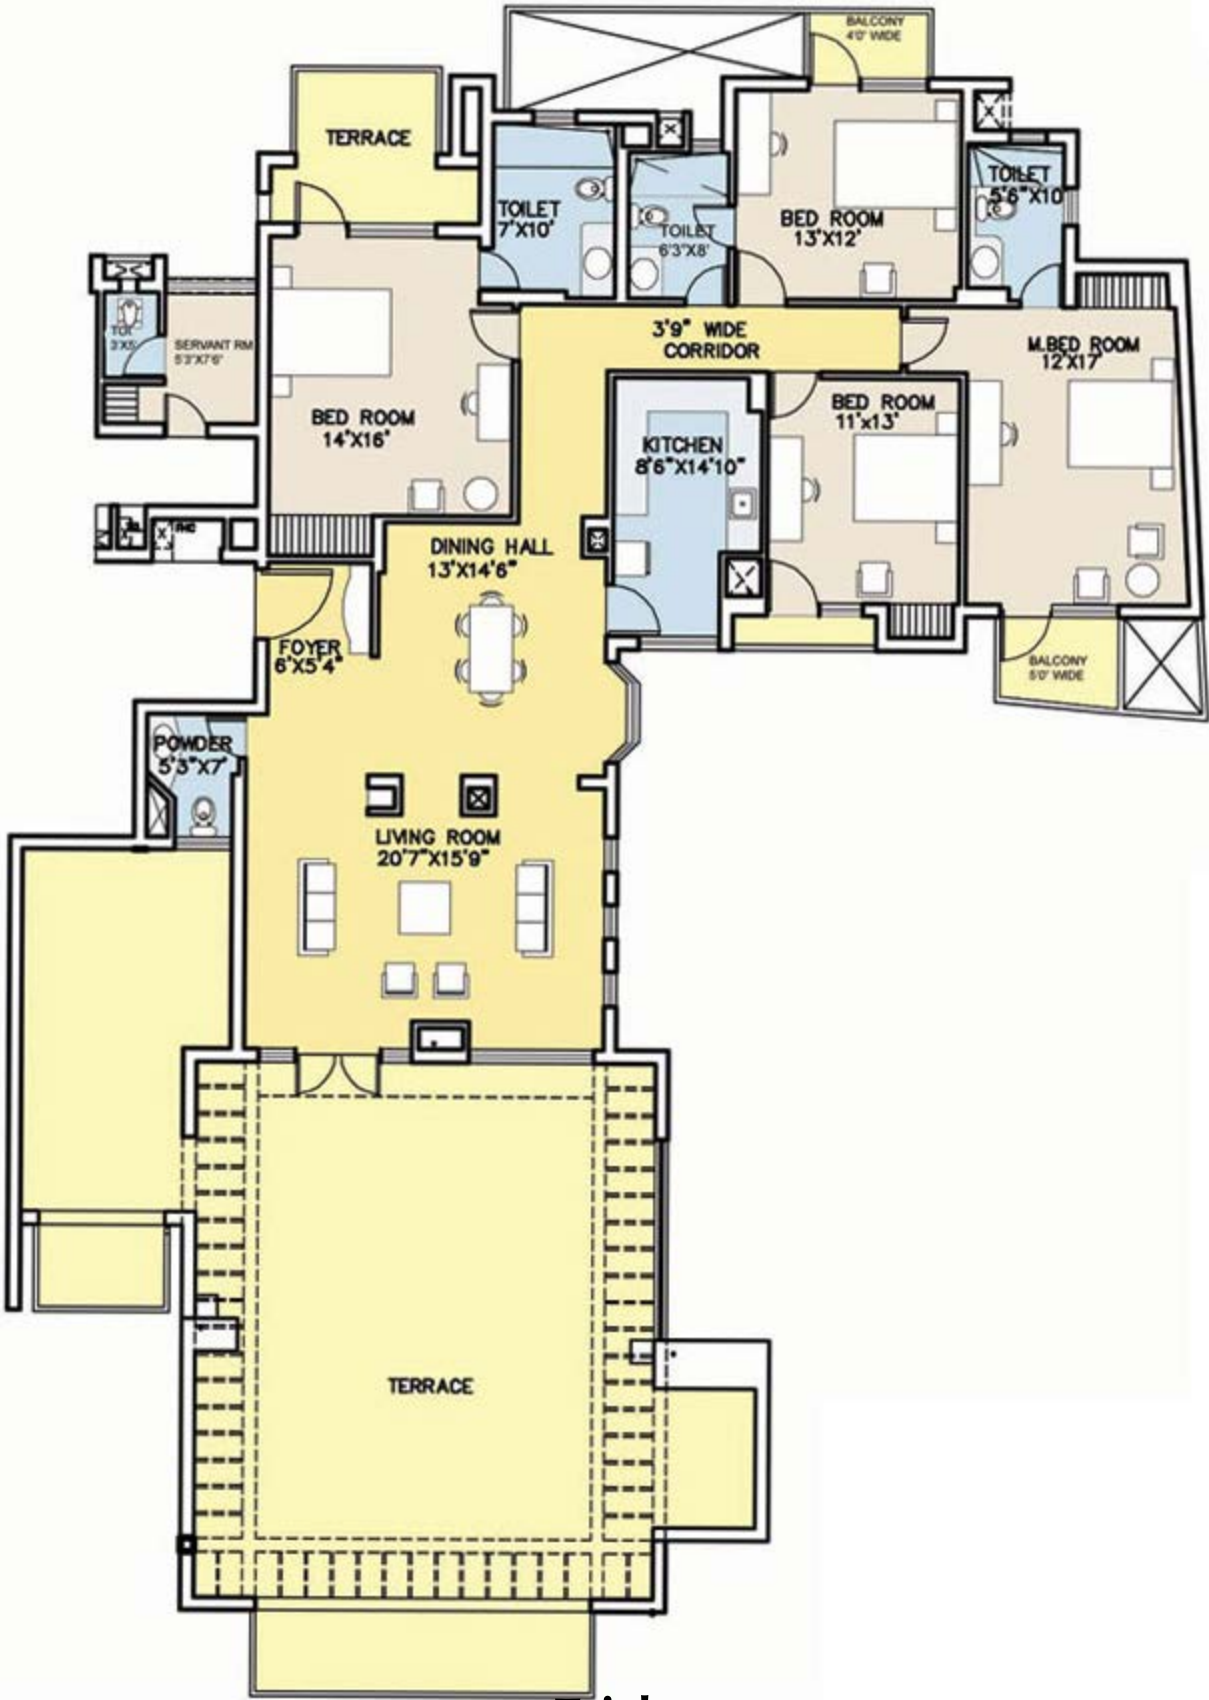 BALCONY
4'0" WIDE
TERRACE
TOILET
7'X10'
TOILET
6'3"X8'
BED ROOM
13'X12'
TOILET
5'6"X10'
TOI
3'X5'
SERVANT RM
5'3"X7'6"
3'9" WIDE
CORRIDOR
M.BED ROOM
12'X17'
BED ROOM
14'X16'
BED ROOM
11'x13'
KITCHEN
8'6"X14'10"
DINING HALL
13'X14'6"
FOYER
6'X5'4"
BALCONY
5'0" WIDE
POWDER
5'3"X7'
LIVING ROOM
20'7"X15'9"
TERRACE